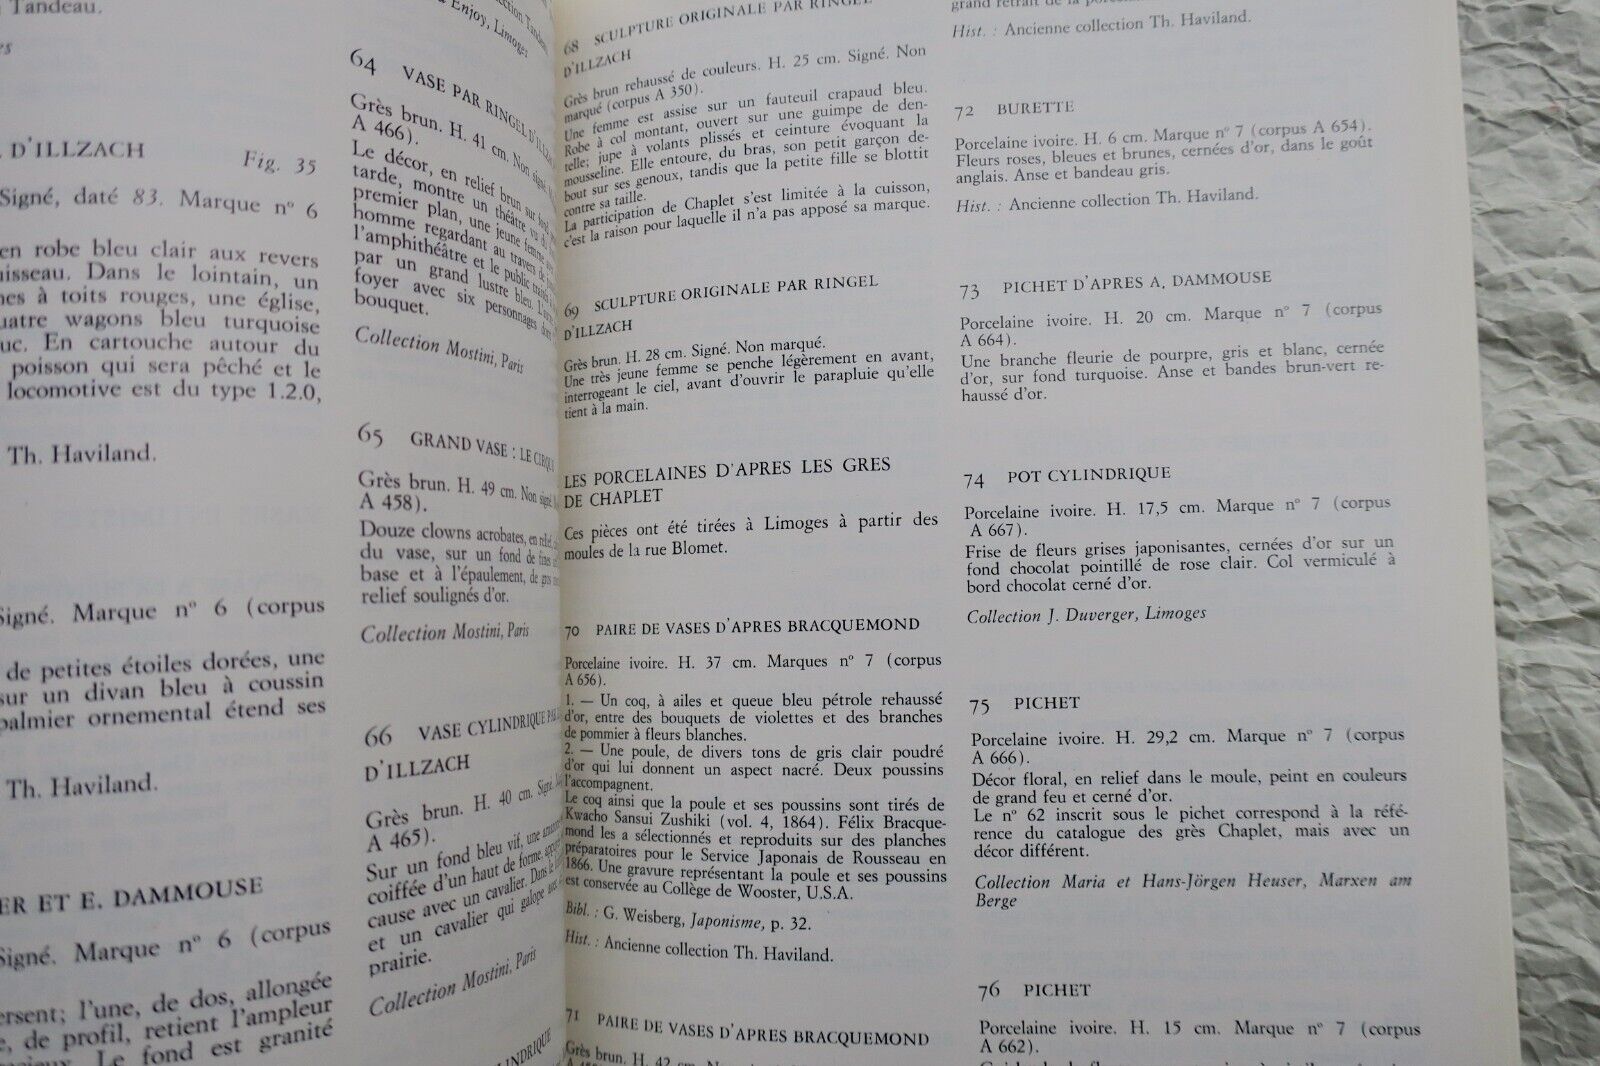 n Tandeau.
es
D'ILLZACH
Fig. 35
Signé, daté 83. Marque n° 6
en robe bleu clair aux revers
uisseau. Dans le lointain, un
nes à toits rouges, une église,
uatre wagons bleu turquoise
uc. En cartouche autour du
poisson qui sera pêché et le
locomotive est du type 1.2.0,
Th. Haviland.
Signé. Marque n° 6 (corpus
de petites étoiles dorées, une
sur un divan bleu à coussin
palmier ornemental étend ses
Th. Haviland.
ER ET E. DAMMOUSE
Signé. Marque n° 6 (corpus
ersent; l'une, de dos, allongée
e, de profil, retient l'ampleur
Le fond est granité
ction Tandeau,
Enjoy, Limoges
64 VASE PAR RINGEL D'ILLZA
Grès brun. H. 41 cm. Non signé.
A 466).
Le décor, en relief brun sur fond
tarde, montre un théâtre vu du
premier plan, une jeune femme
homme regardant au travers de
l'amphithéâtre et le public
par un grand lustre bleu.
foyer avec six personnages dont
bouquet.
Collection Mostini, Paris
65 GRAND VASE : LE CIRQU
Grès brun. H. 49 cm. Non signé.
A 458).
Douze clowns acrobates, en relief,
du vase, sur un fond de fines
base et à l'épaulement, de gros
relief soulignés d'or.
Collection Mostini, Paris
66 VASE CYLINDRIQUE PA
D'ILLZACH
Grès brun. H. 40 cm. Signé.
A 465).
Sur un fond bleu vif, une
coiffée d'un haut de forme,
cause avec un cavalier. Dans le
et un cavalier qui galope
prairie.
Collection Mostini, Paris
LINDRIQUE
68 SCULPTURE ORIGINALE PAR RINGEL
D'ILLZACH
Grès brun rehaussé de couleurs. H. 25 cm. Signé. Non
marqué (corpus A 350).
Une femme est assise sur un fauteuil crapaud bleu.
Robe à col montant, ouvert sur une guimpe de den-
telle; jupe à volants plissés et ceinture évoquant la
mousseline. Elle entoure, du bras, son petit garçon de-
bout sur ses genoux, tandis que la petite fille se blottit
contre sa taille.
La participation de Chaplet s'est limitée à la cuisson,
c'est la raison pour laquelle il n'a pas apposé sa marque.
69 SCULPTURE ORIGINALE PAR RINGEL
D'ILLZACH
Grès brun. H. 28 cm. Signé. Non marqué.
Une très jeune femme se penche légèrement en avant,
interrogeant le ciel, avant d'ouvrir le parapluie qu'elle
tient à la main.
LES PORCELAINES D'APRES LES GRES
DE CHAPLET
Ces pièces ont été tirées à Limoges à partir des
moules de la rue Blomet.
70 PAIRE DE VASES D'APRES BRACQUEMOND
Porcelaine ivoire. H. 37 cm. Marques n° 7 (corpus
A 656).
1. — Un coq, à ailes et queue bleu pétrole rehaussé
d'or, entre des bouquets de violettes et des branches
de pommier à fleurs blanches.
2. — Une poule, de divers tons de gris clair poudré
d'or qui lui donnent un aspect nacré. Deux poussins
l'accompagnent.
Le coq ainsi que la poule et ses poussins sont tirés de
Kwacho Sansui Zushiki (vol. 4, 1864). Félix Bracque-
mond les a sélectionnés et reproduits sur des planches
préparatoires pour le Service Japonais de Rousseau en
1866. Une gravure représentant la poule et ses poussins
est conservée au Collège de Wooster, U.S.A.
Bibl. : G. Weisberg, Japonisme, p. 32.
Hist. : Ancienne collection Th. Haviland.
71 PAIRE DE VASES D'APRES BRACQUEMOND
Grès brun. H. 42 cm.
grand retrait de la
Hist. : Ancienne collection Th. Haviland.
72 BURETTE
Porcelaine ivoire. H. 6 cm. Marque n° 7 (corpus A 654).
Fleurs roses, bleues et brunes, cernées d'or, dans le goût
anglais. Anse et bandeau gris.
Hist. : Ancienne collection Th. Haviland.
73 PICHET D'APRES A. DAMMOUSE
Porcelaine ivoire. H. 20 cm. Marque n° 7 (corpus
A 664).
Une branche fleurie de pourpre, gris et blanc, cernée
d'or, sur fond turquoise. Anse et bandes brun-vert re-
haussé d'or.
74 POT CYLINDRIQUE
Porcelaine ivoire. H. 17,5 cm. Marque n° 7 (corpus
A 667).
Frise de fleurs grises japonisantes, cernées d'or sur un
fond chocolat pointillé de rose clair. Col vermiculé à
bord chocolat cerné d'or.
Collection J. Duverger, Limoges
75 PICHET
Porcelaine ivoire. H. 29,2 cm. Marque n° 7 (corpus
A 666).
Décor floral, en relief dans le moule, peint en couleurs
de grand feu et cerné d'or.
Le n° 62 inscrit sous le pichet correspond à la réfé-
rence du catalogue des grès Chaplet, mais avec un
décor différent.
Collection Maria et Hans-Jörgen Heuser, Marxen am
Berge
76 PICHET
Porcelaine ivoire. H. 15 cm. Marque n° 7 (corpus
A 662).